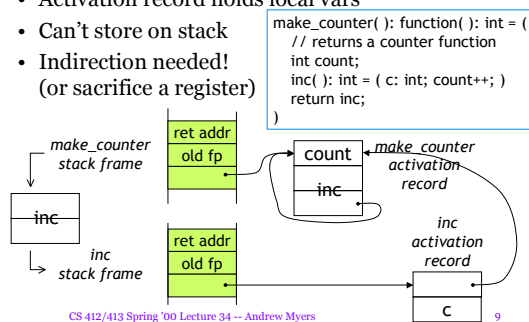 • Activation record holds local vars
• Can't store on stack
• Indirection needed!
(or sacrifice a register)
make_counter( ): function( ): int = (
// returns a counter function
int count;
inc( ): int = ( c: int; count++; )
return inc;
)
make_counter
stack frame
ret addr
old fp
count
inc
make_counter
activation
record
inc
inc
stack frame
ret addr
old fp
inc
activation
record
c
CS 412/413 Spring '00 Lecture 34 -- Andrew Myers
9